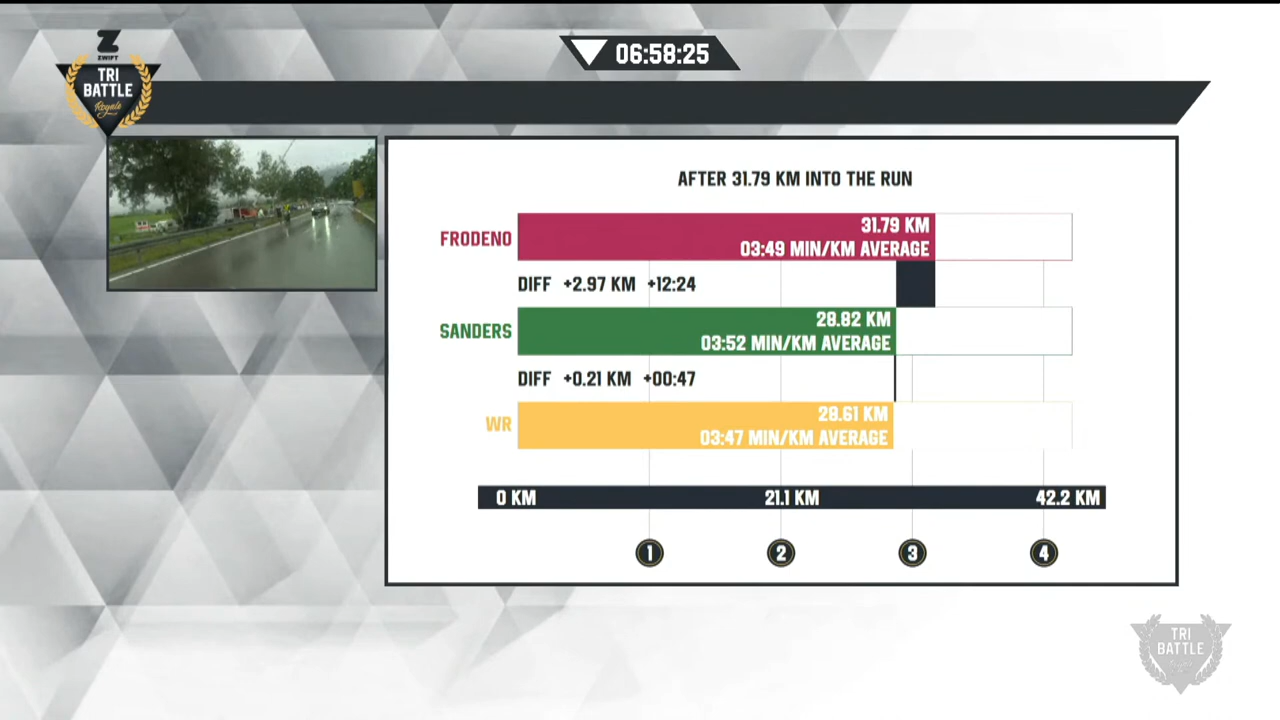 ZWIFT
TRI
BATTLE
Royale
06:58:25
AFTER 31.79 KM INTO THE RUN
FRODENO
31.79 KM
03:49 MIN/KM AVERAGE
DIFF +2.97 KM +12:24
SANDERS
28.82 KM
03:52 MIN/KM AVERAGE
DIFF +0.21 KM +00:47
WR
28.61 KM
03:47 MIN/KM AVERAGE
0 KM 21.1 KM 42.2 KM
1 2 3 4
TRI
BATTLE
Royale